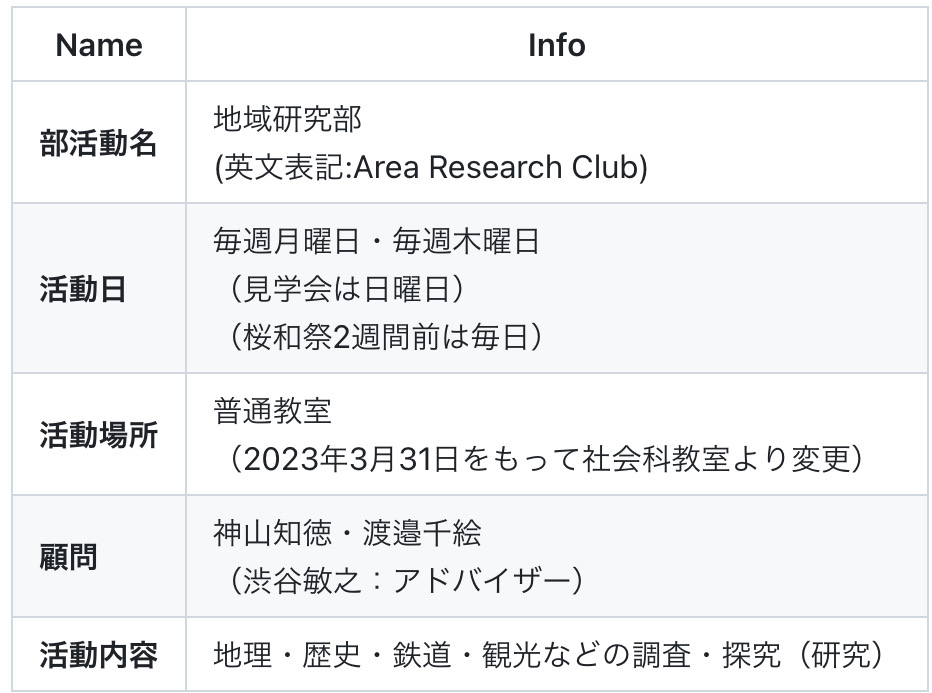 Name
Info
部活動名
地域研究部
(英文表記:Area Research Club)
活動日
毎週月曜日・毎週木曜日
（見学会は日曜日）
（桜和祭2週間前は毎日）
活動場所
普通教室
（2023年3月31日をもって社会科教室より変更）
顧問
神山知徳・渡邉千絵
（渋谷敏之：アドバイザー）
活動内容
地理・歴史・鉄道・観光などの調査・探究（研究）